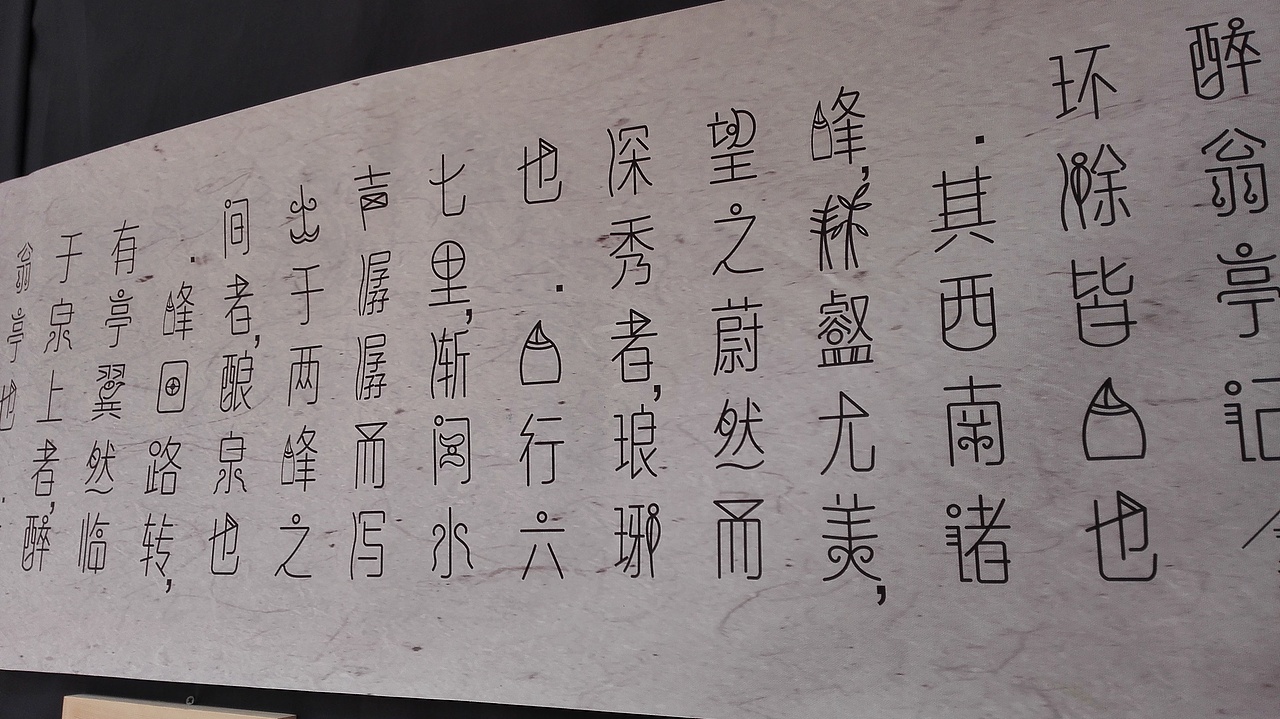 醉翁亭记
环滁皆山也
.其西南诸
峰,林壑尤美,
望之蔚然而
深秀者,琅琊
也.山行六
七里,渐闻水
声潺潺而泻
出于两峰之
间者,酿泉也
.峰回路转,
有亭翼然临
于泉上者,醉
翁亭也.